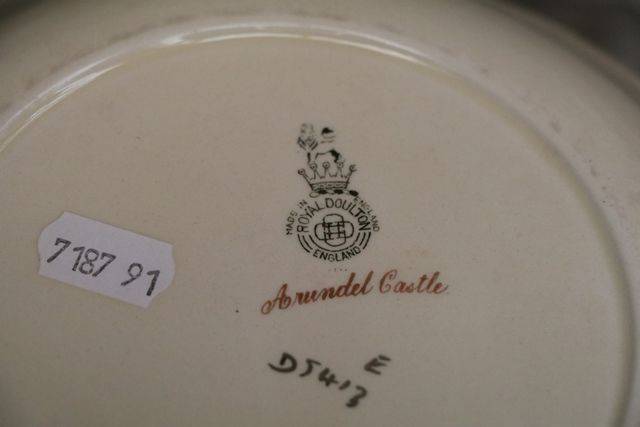 MADE IN ENGLAND
ROYAL DOULTON
ENGLAND
Arundel Castle
7187 91
E
D5413